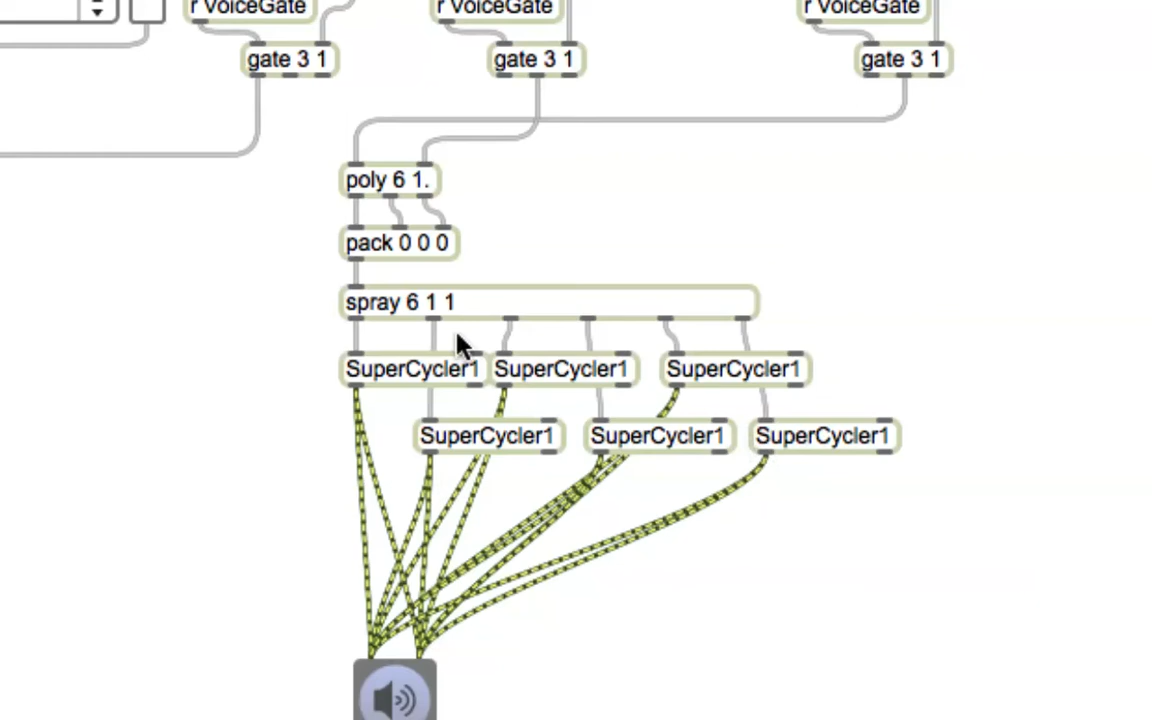 r VoiceGate
r VoiceGate
r VoiceGate
gate 3 1
gate 3 1
gate 3 1
poly 6 1.
pack 0 0 0
spray 6 1 1
SuperCycler1
SuperCycler1
SuperCycler1
SuperCycler1
SuperCycler1
SuperCycler1